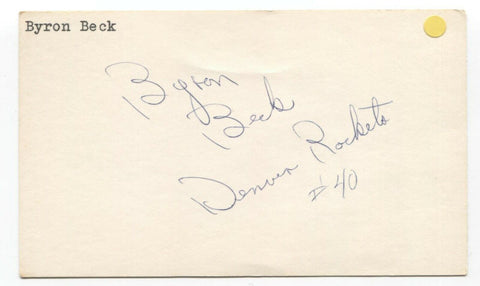 Byron Beck
Byron
Beck
Denver Rockets
#40